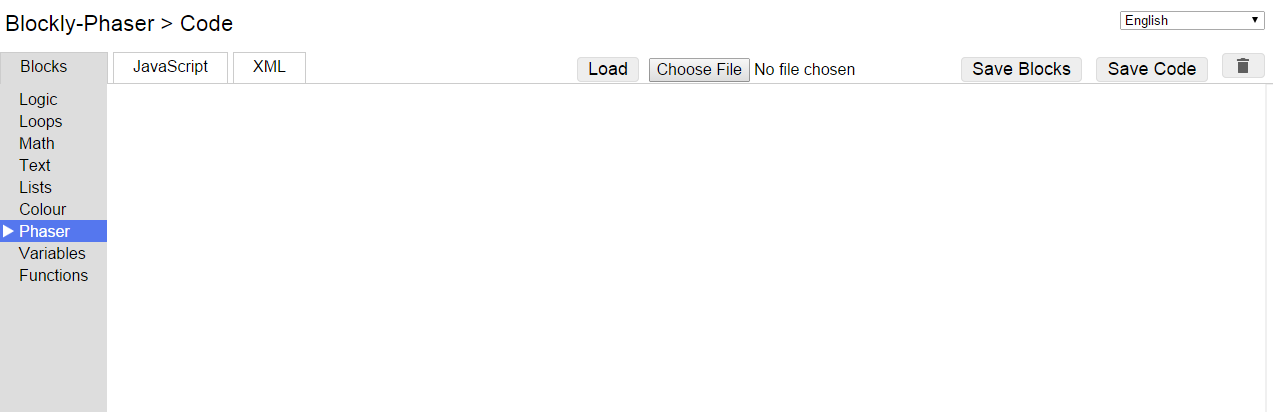 Blockly-Phaser > Code
English
Blocks
JavaScript
XML
Load
Choose File No file chosen
Save Blocks
Save Code
Logic
Loops
Math
Text
Lists
Colour
Phaser
Variables
Functions